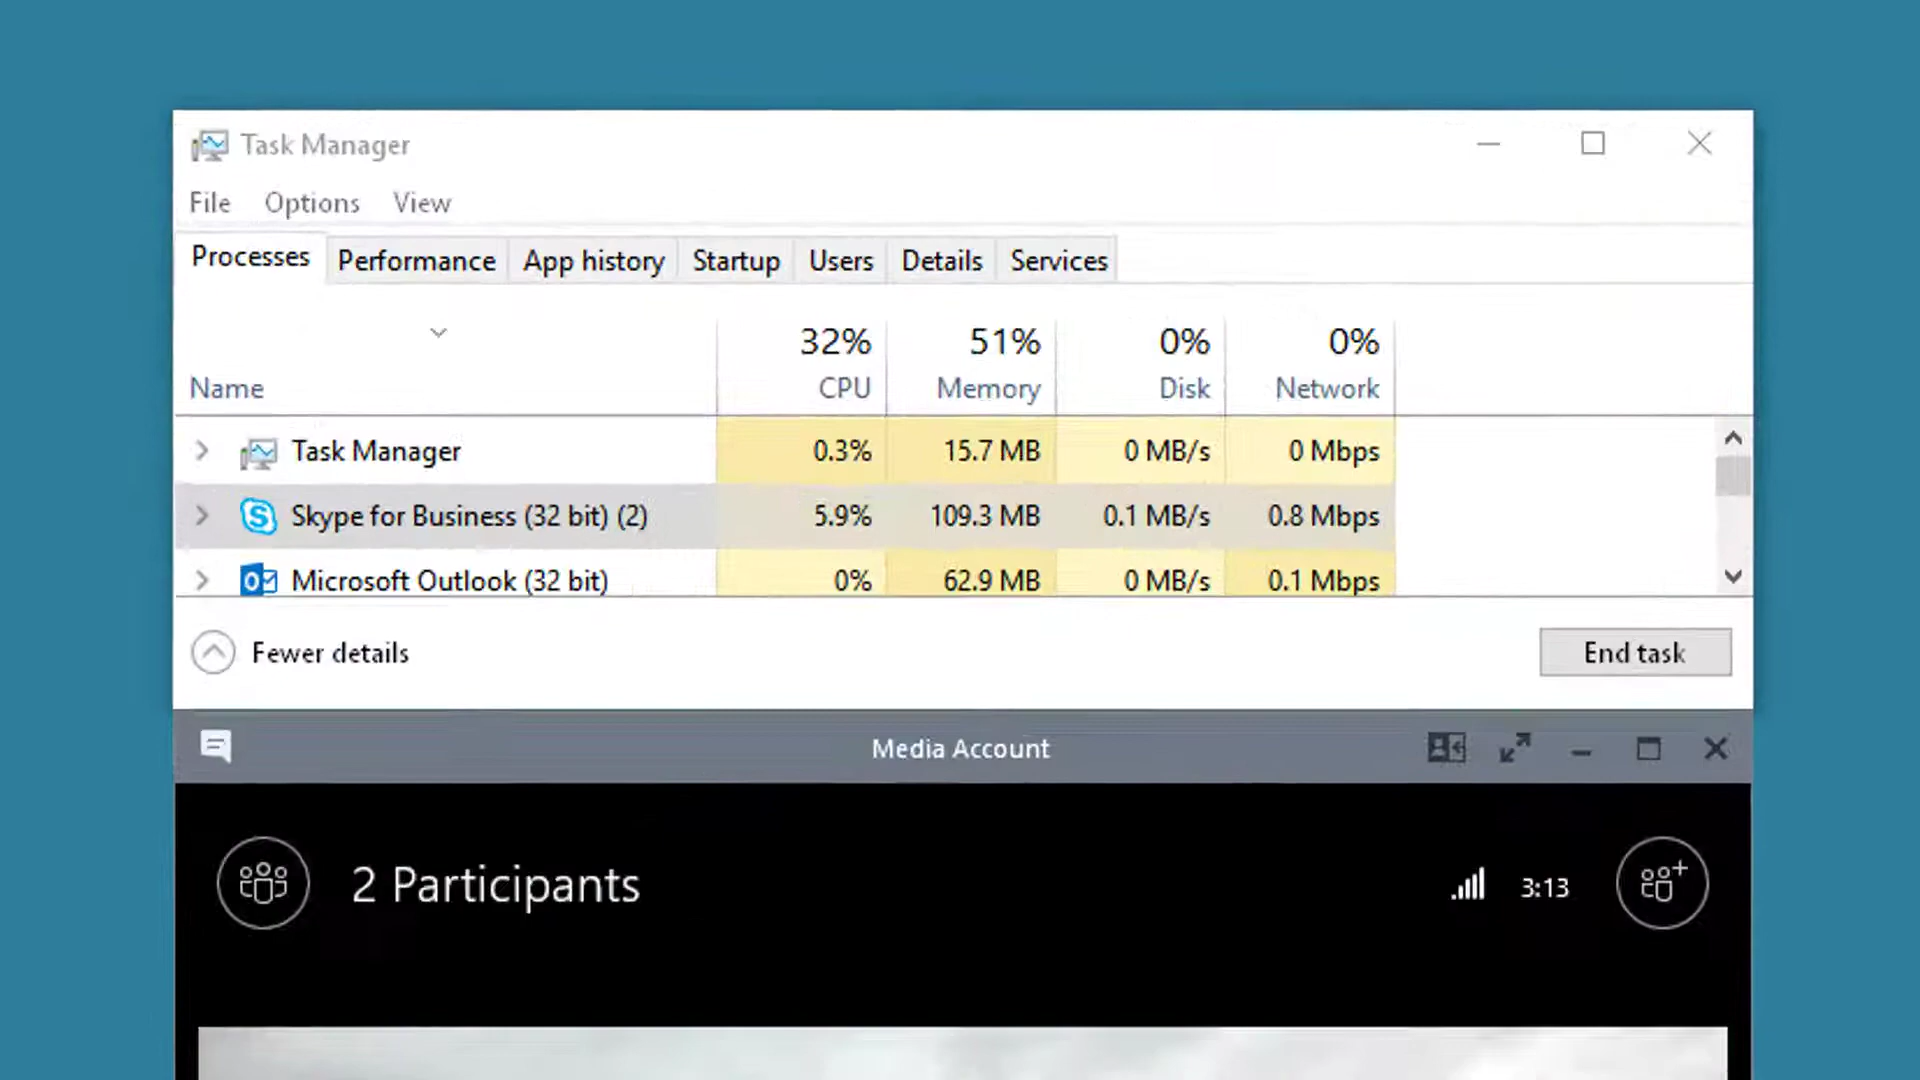 Task Manager
File Options View
Processes Performance App history Startup Users Details Services
32% 51% 0% 0%
Name CPU Memory Disk Network
Task Manager 0.3% 15.7 MB 0 MB/s 0 Mbps
Skype for Business (32 bit) (2) 5.9% 109.3 MB 0.1 MB/s 0.8 Mbps
Microsoft Outlook (32 bit) 0% 62.9 MB 0 MB/s 0.1 Mbps
Fewer details End task
Media Account
2 Participants 3:13